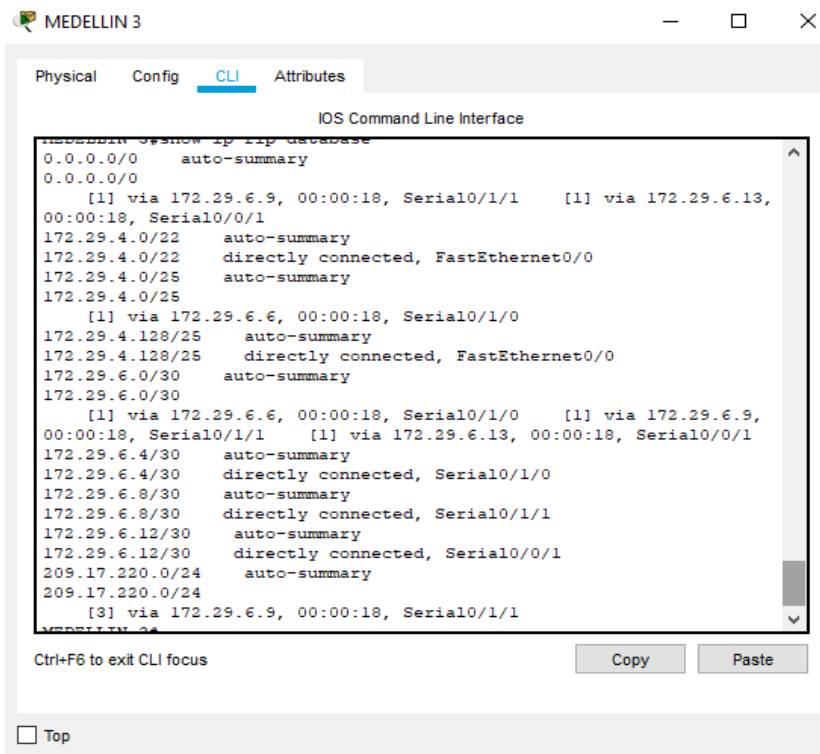 MEDELLIN 3
Physical Config CLI Attributes
IOS Command Line Interface
MEDELLIN 3#show ip rip database
0.0.0.0/0    auto-summary
0.0.0.0/0
    [1] via 172.29.6.9, 00:00:18, Serial0/1/1    [1] via 172.29.6.13,
00:00:18, Serial0/0/1
172.29.4.0/22    auto-summary
172.29.4.0/22    directly connected, FastEthernet0/0
172.29.4.0/25    auto-summary
172.29.4.0/25
    [1] via 172.29.6.6, 00:00:18, Serial0/1/0
172.29.4.128/25    auto-summary
172.29.4.128/25    directly connected, FastEthernet0/0
172.29.6.0/30    auto-summary
172.29.6.0/30
    [1] via 172.29.6.6, 00:00:18, Serial0/1/0    [1] via 172.29.6.9,
00:00:18, Serial0/1/1    [1] via 172.29.6.13, 00:00:18, Serial0/0/1
172.29.6.4/30    auto-summary
172.29.6.4/30    directly connected, Serial0/1/0
172.29.6.8/30    auto-summary
172.29.6.8/30    directly connected, Serial0/1/1
172.29.6.12/30    auto-summary
172.29.6.12/30    directly connected, Serial0/0/1
209.17.220.0/24    auto-summary
209.17.220.0/24
    [3] via 172.29.6.9, 00:00:18, Serial0/1/1
MEDELLIN 3#
Ctrl+F6 to exit CLI focus
Copy Paste
Top